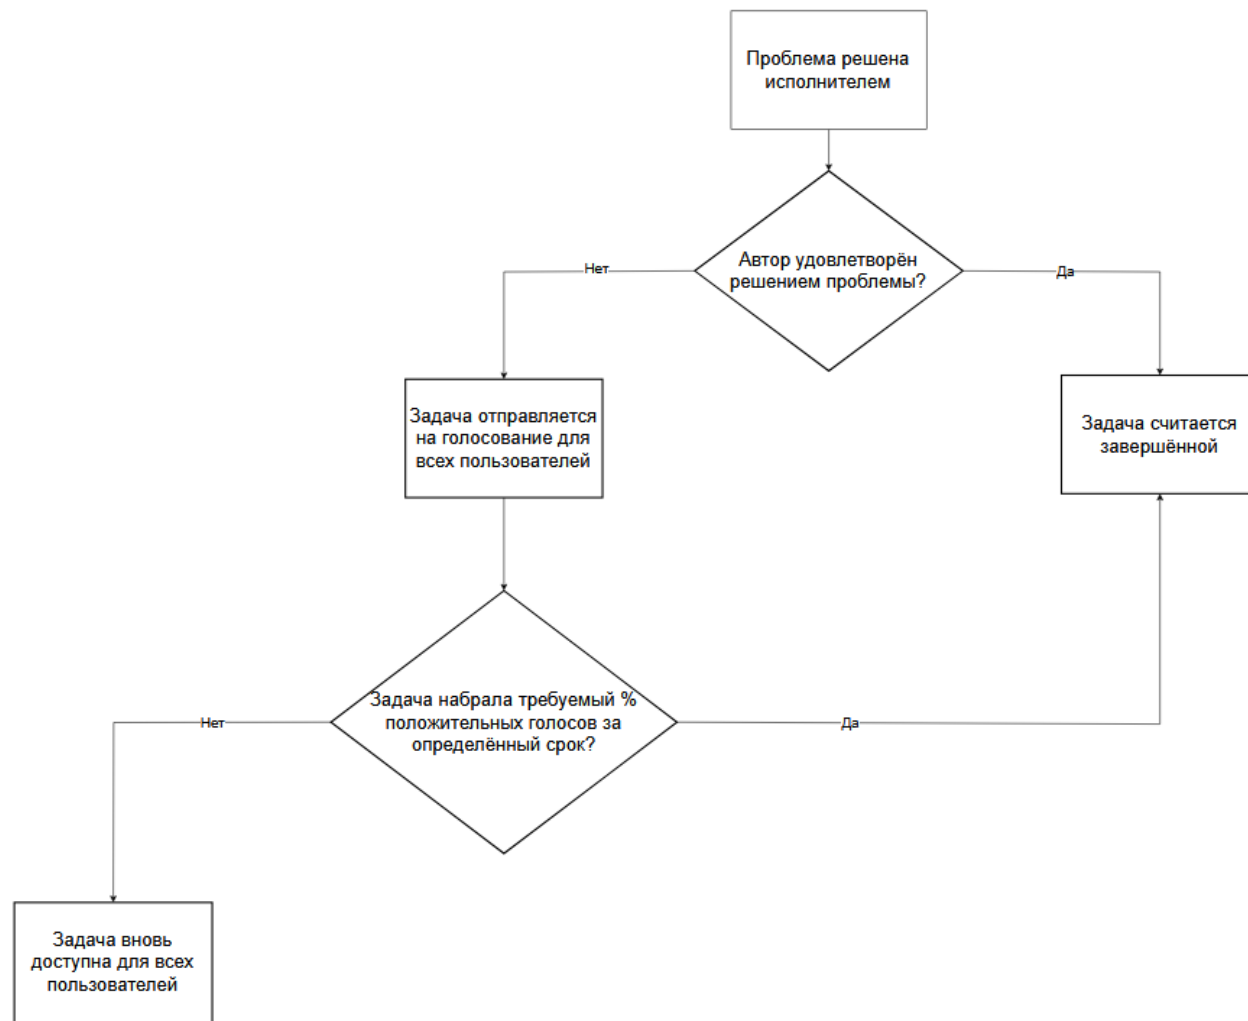 Проблема решена
исполнителем
Автор удовлетворён
решением проблемы?
Нет
Да
Задача отправляется
на голосование для
всех пользователей
Задача считается
завершённой
Задача набрала требуемый %
положительных голосов за
определённый срок?
Нет
Да
Задача вновь
доступна для всех
пользователей